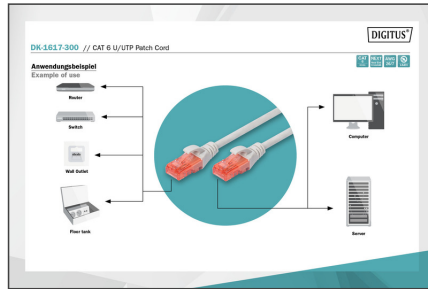 DIGITUS®
DK-1617-300 // CAT 6 U/UTP Patch Cord
Anwendungsbeispiel
Example of use
CAT
Router
Switch
Wall Outlet
Floor tank
Computer
Server